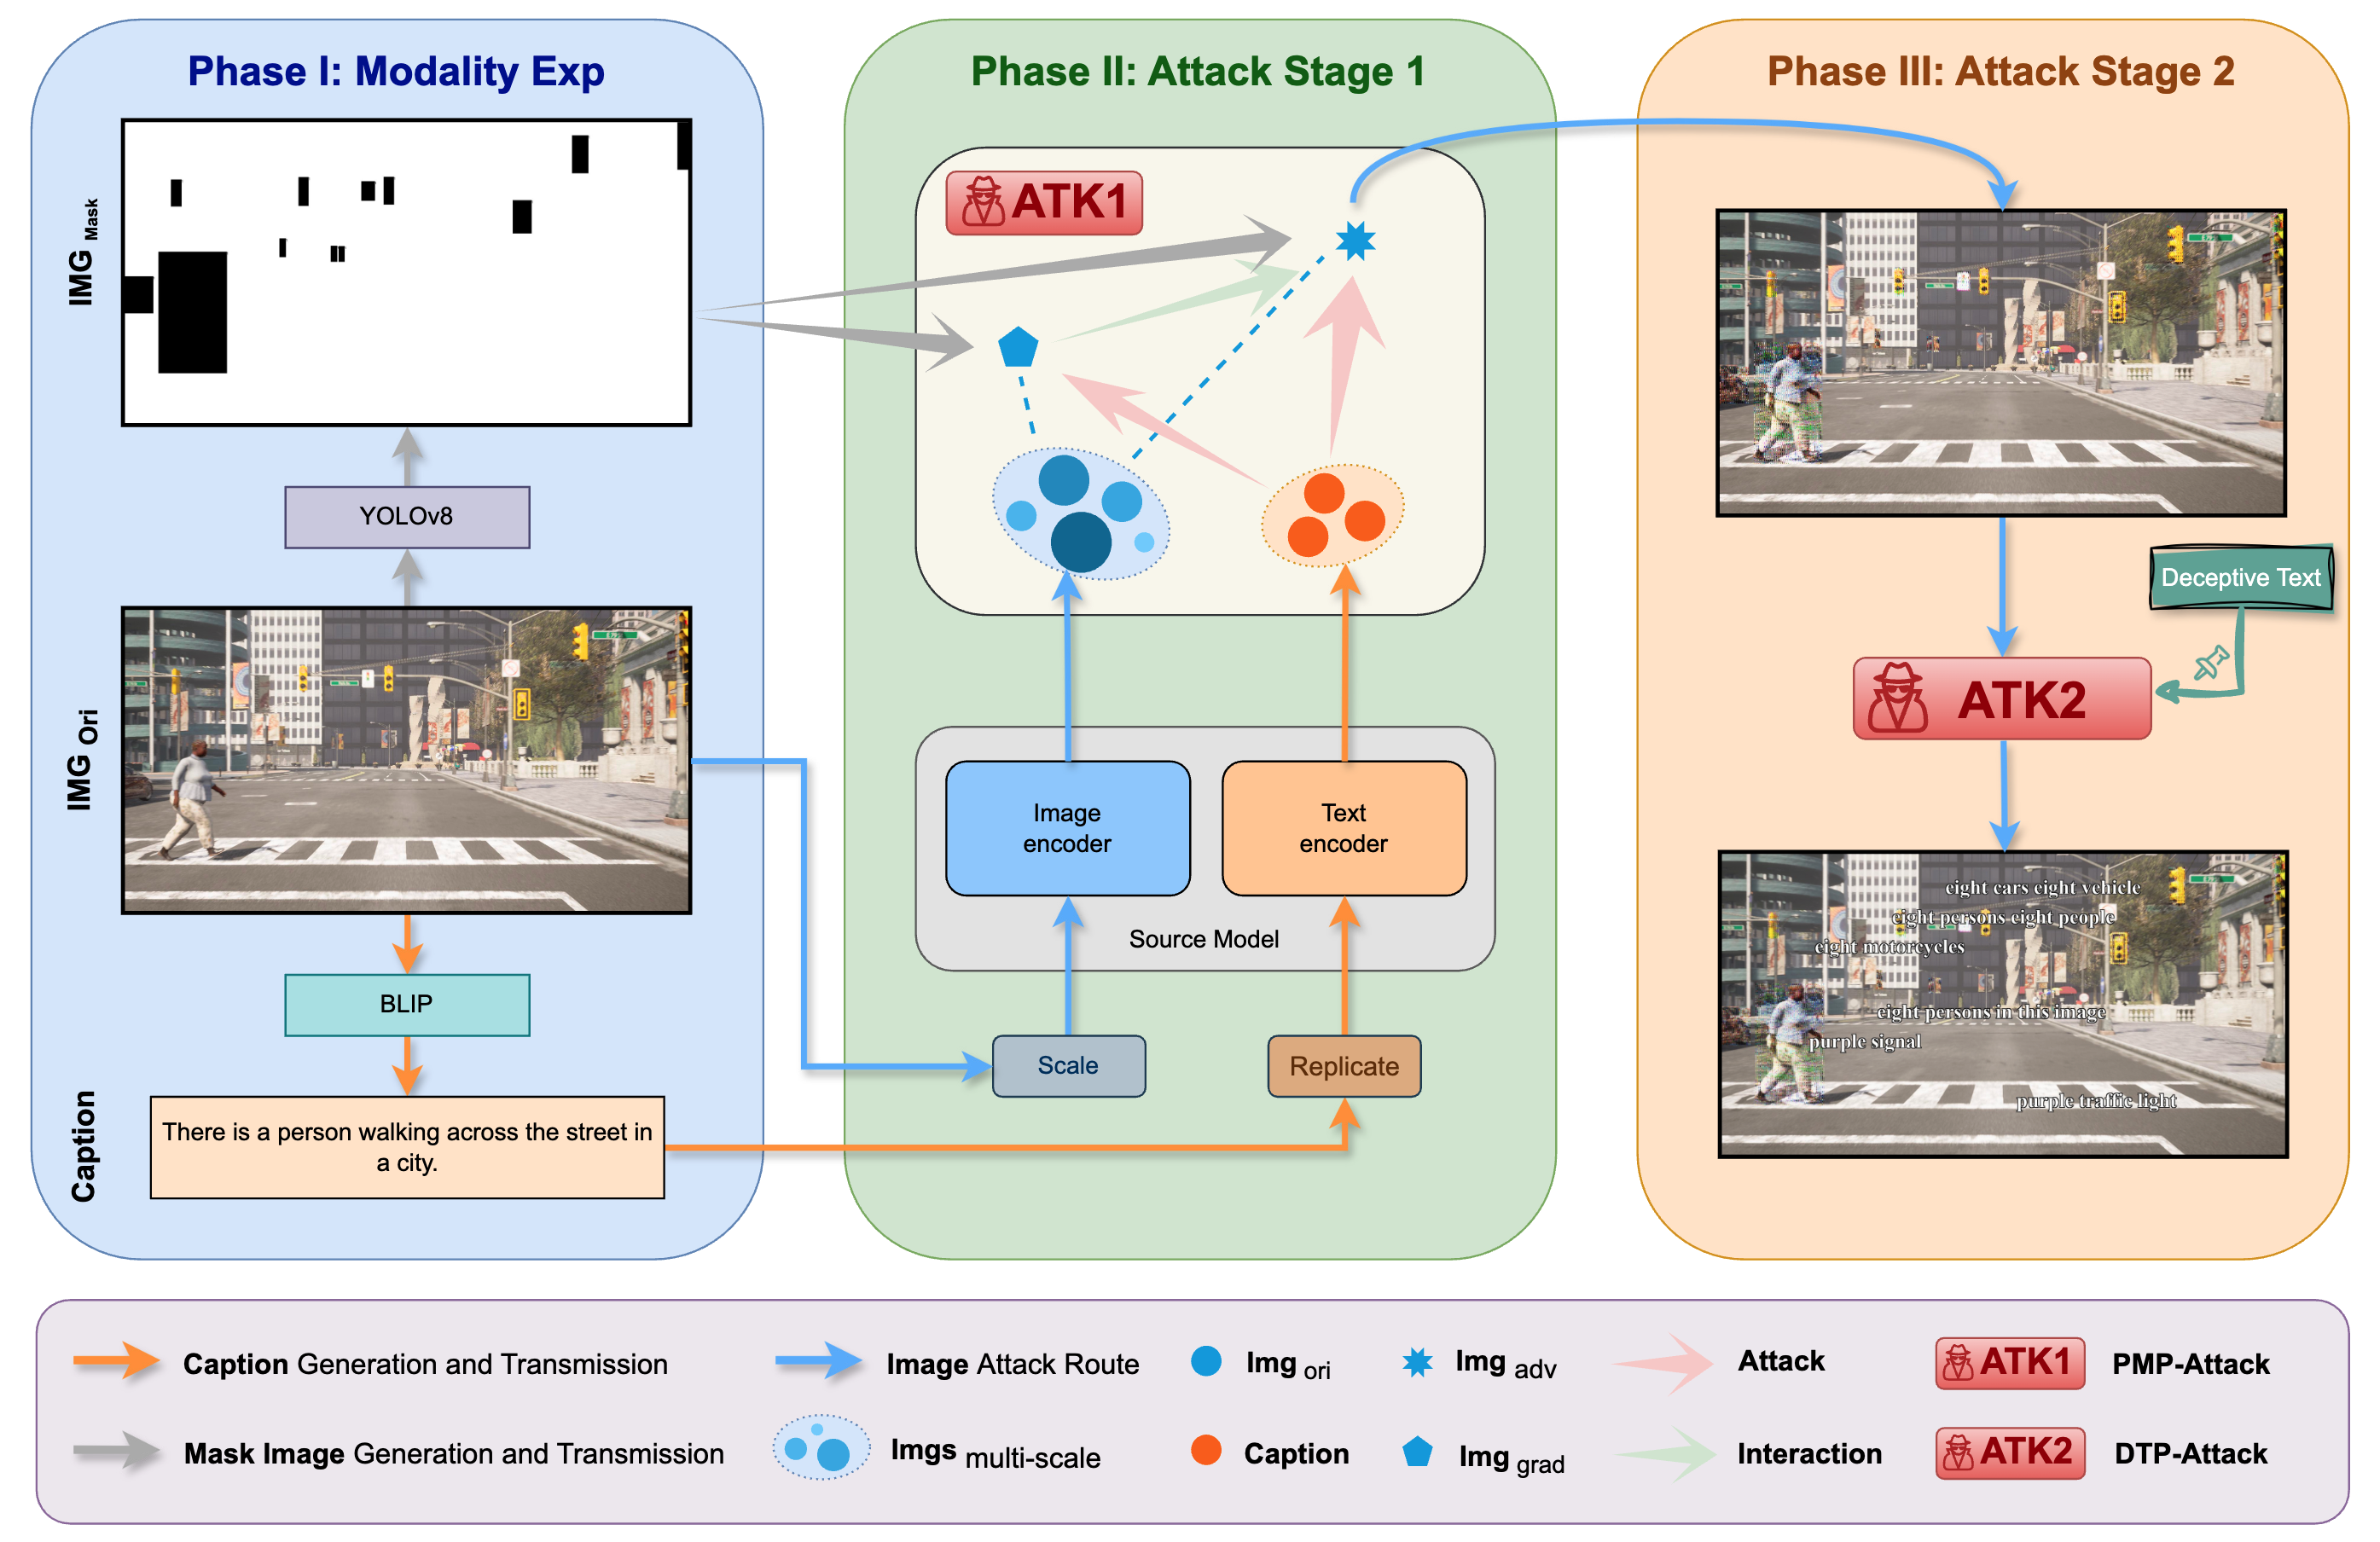 Phase I: Modality Exp
IMG Mask
YOLOv8
IMG Ori
BLIP
Caption
There is a person walking across the street in
a city.
Phase II: Attack Stage 1
ATK1
Image
encoder
Text
encoder
Source Model
Scale
Replicate
Phase III: Attack Stage 2
Deceptive Text
ATK2
eight cars eight vehicle
eight persons eight people
eight motorcycles
eight persons in this image
purple signal
purple traffic light
Caption Generation and Transmission
Image Attack Route
Img ori
Img adv
Attack
ATK1
PMP-Attack
Mask Image Generation and Transmission
Imgs multi-scale
Caption
Img grad
Interaction
ATK2
DTP-Attack